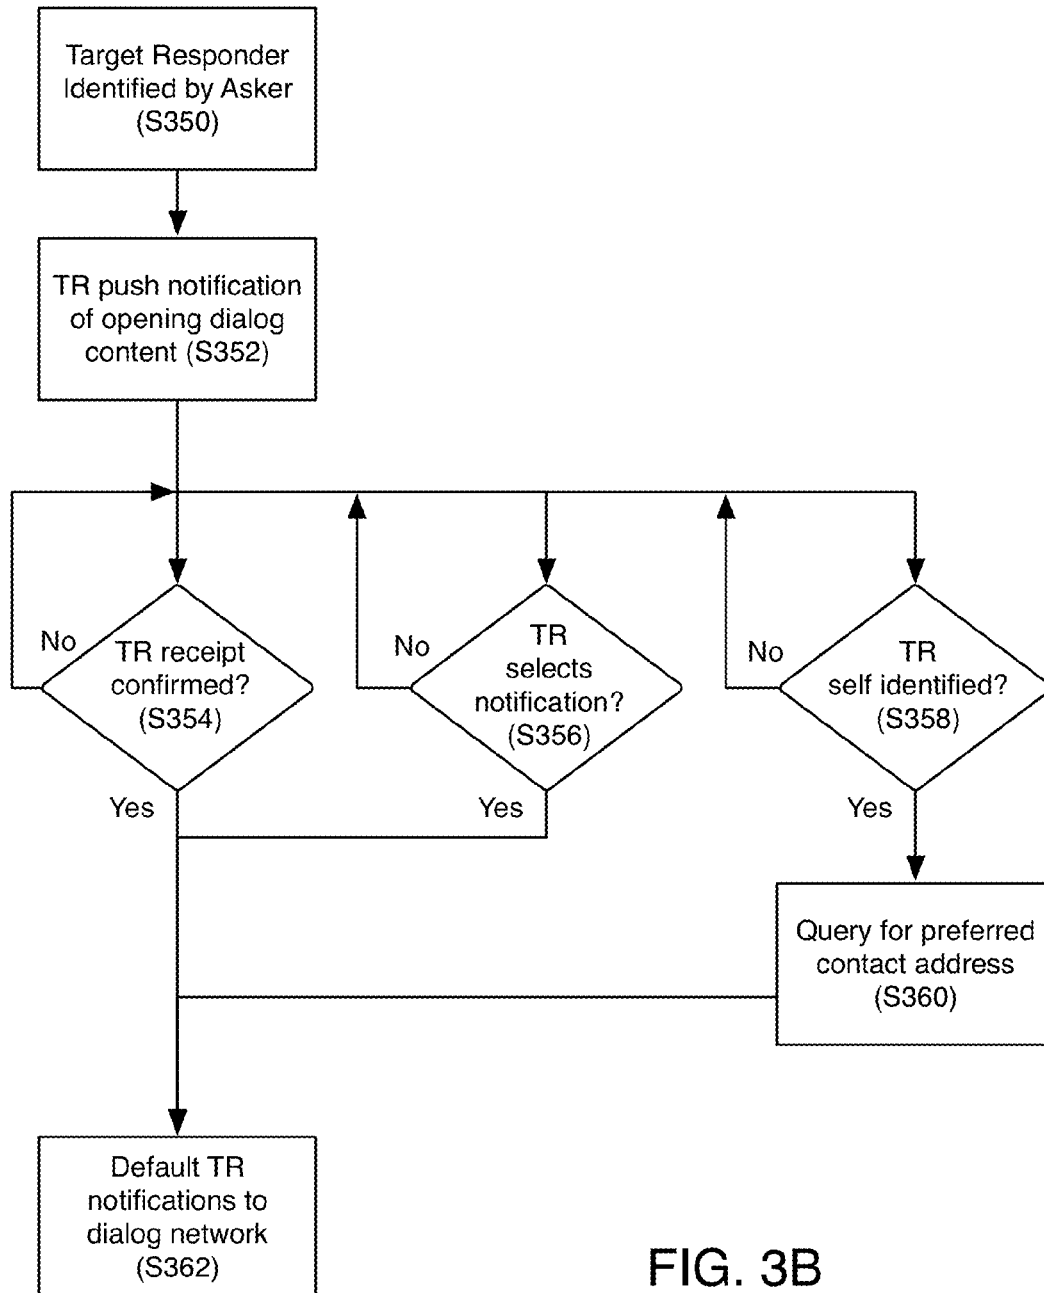 Target Responder
Identified by Asker
(S350)
TR push notification
of opening dialog
content (S352)
No
TR receipt
confirmed?
(S354)
Yes
No
TR
selects
notification?
(S356)
Yes
No
TR
self identified?
(S358)
Yes
Query for preferred
contact address
(S360)
Default TR
notifications to
dialog network
(S362)
FIG. 3B